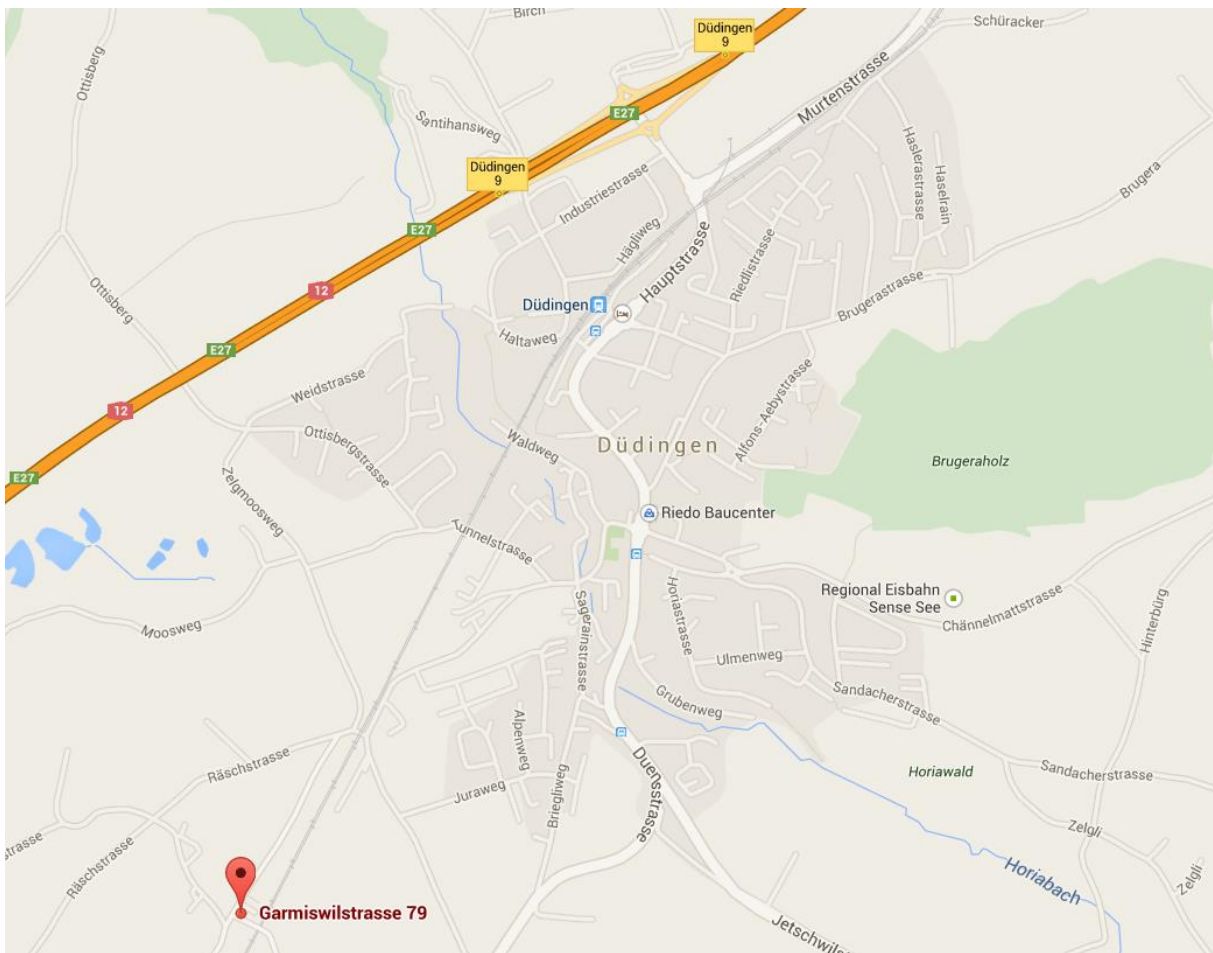 Birch
Schüracker
Düdingen
9
Ottisberg
Murtenstrasse
E27
Santihansweg
Haslerastrasse
Haselrain
Düdingen
9
Brugera
Industriestrasse
E27
Hägliweg
Hauptstrasse
Riedlistrasse
12
Ottisberg
Düdingen
Brugerastrasse
Haltaweg
E27
Weidstrasse
12
Alfons-Aebystrasse
Ottisbergstrasse
Waldweg
Düdingen
Brugeraholz
E27
Zelgmoosweg
Riedo Baucenter
Tunnelstrasse
Regional Eisbahn
Sense See
Chännelmattstrasse
Hinterbürg
Horiastrasse
Moosweg
Sagerainstrasse
Ulmenweg
Grubenweg
Sandacherstrasse
Alpenweg
Räschstrasse
Duensstrasse
Horiawald
Sandacherstrasse
Juraweg
Briegliweg
Zelgli
strasse
Räschstrasse
Horiabach
Zelgli
Garmiswilstrasse 79
Jetschwilstr